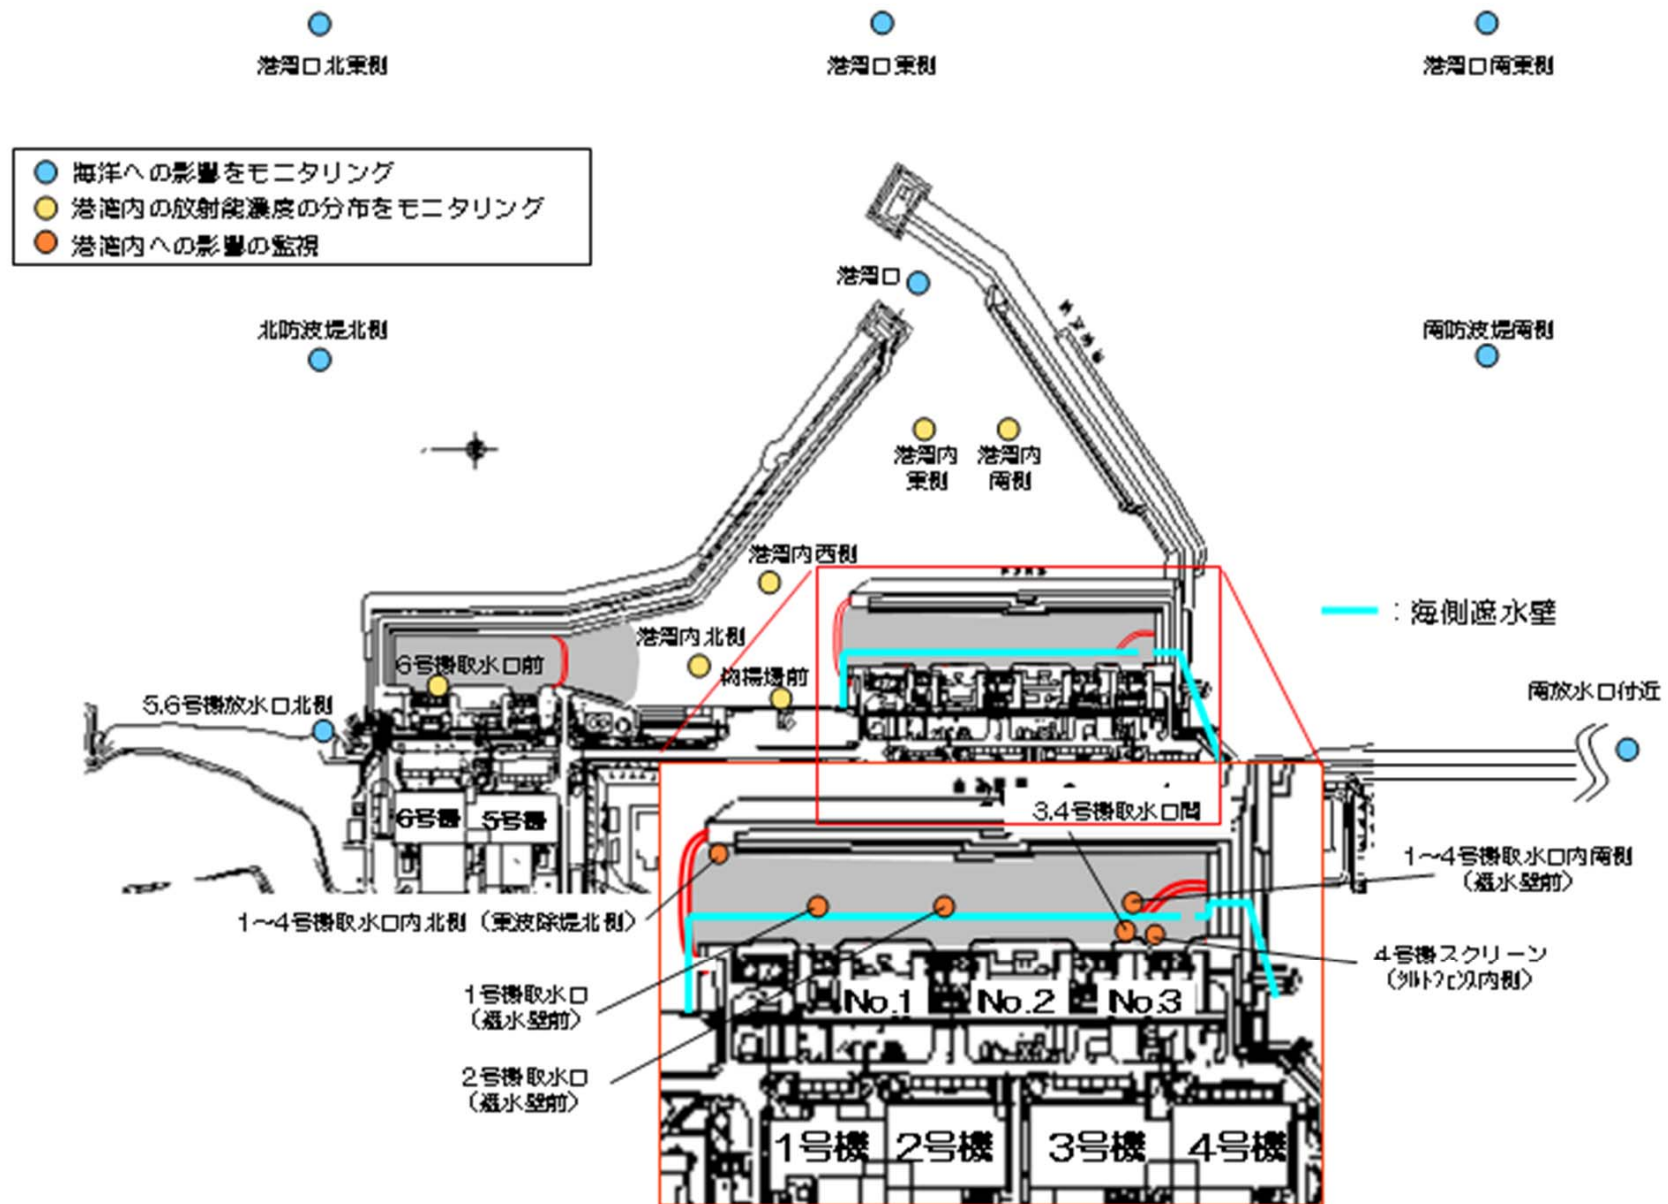 港湾口北東側
港湾口東側
港湾口南東側
海洋への影響をモニタリング
港湾内の放射能濃度の分布をモニタリング
港湾内への影響の監視
港湾口
北防波堤北側
南防波堤南側
港湾内
東側
港湾内
南側
港湾内西側
:海側遮水壁
港湾内北側
6号機取水口前
物揚場前
5,6号機放水口北側
南放水口付近
6号機
5号機
3,4号機取水口間
1〜4号機取水口内南側
(遮水壁前)
1〜4号機取水口内北側(東波除堤北側)
4号機スクリーン
(シルトフェンス内側)
1号機取水口
(遮水壁前)
No.1
No.2
No.3
2号機取水口
(遮水壁前)
1号機
2号機
3号機
4号機